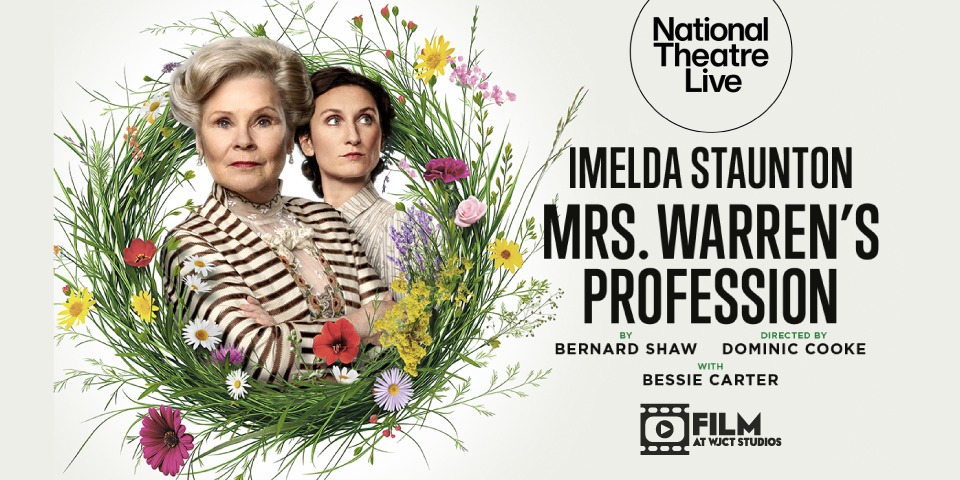 National
Theatre
Live
IMELDA STAUNTON
MRS. WARREN'S
PROFESSION
BY
BERNARD SHAW
DIRECTED BY
DOMINIC COOKE
WITH
BESSIE CARTER
FILM
AT WJCT STUDIOS